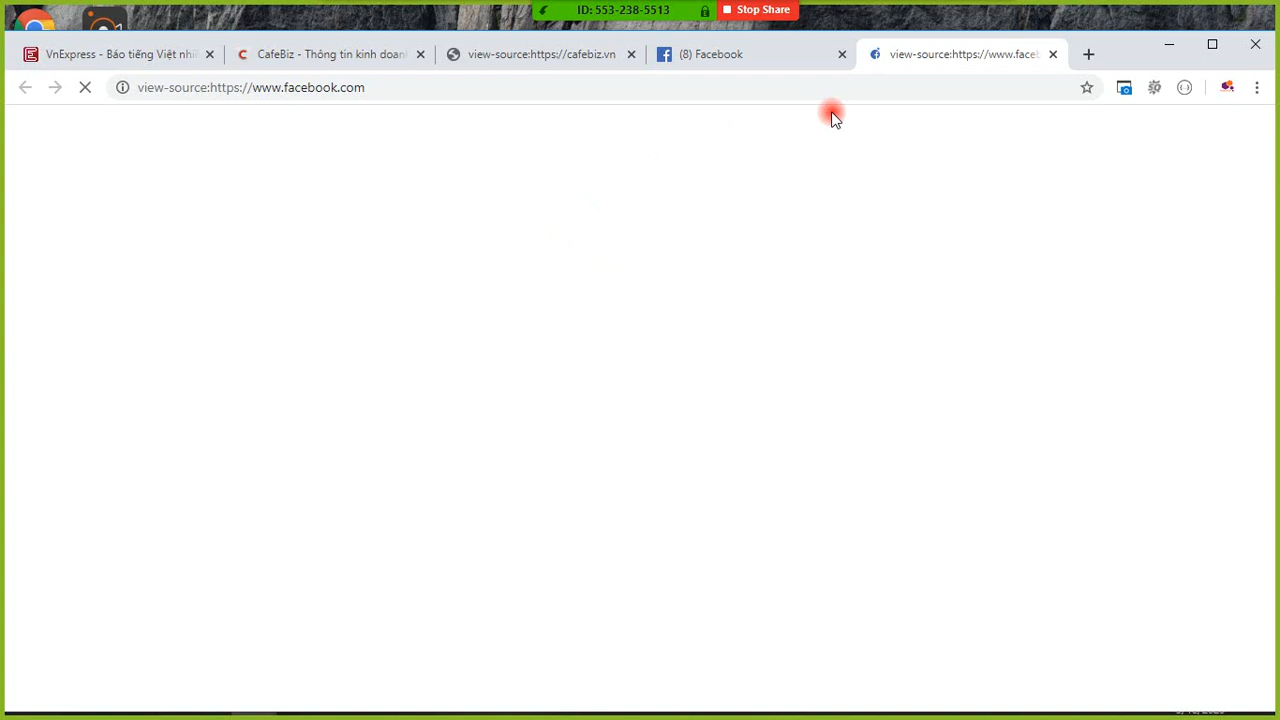 ID: 553-238-5513
Stop Share
VnExpress - Báo tiếng Việt nhi
CafeBiz - Thông tin kinh doanh
view-source:https://cafebiz.vn
(8) Facebook
view-source:https://www.faceb
view-source:https://www.facebook.com